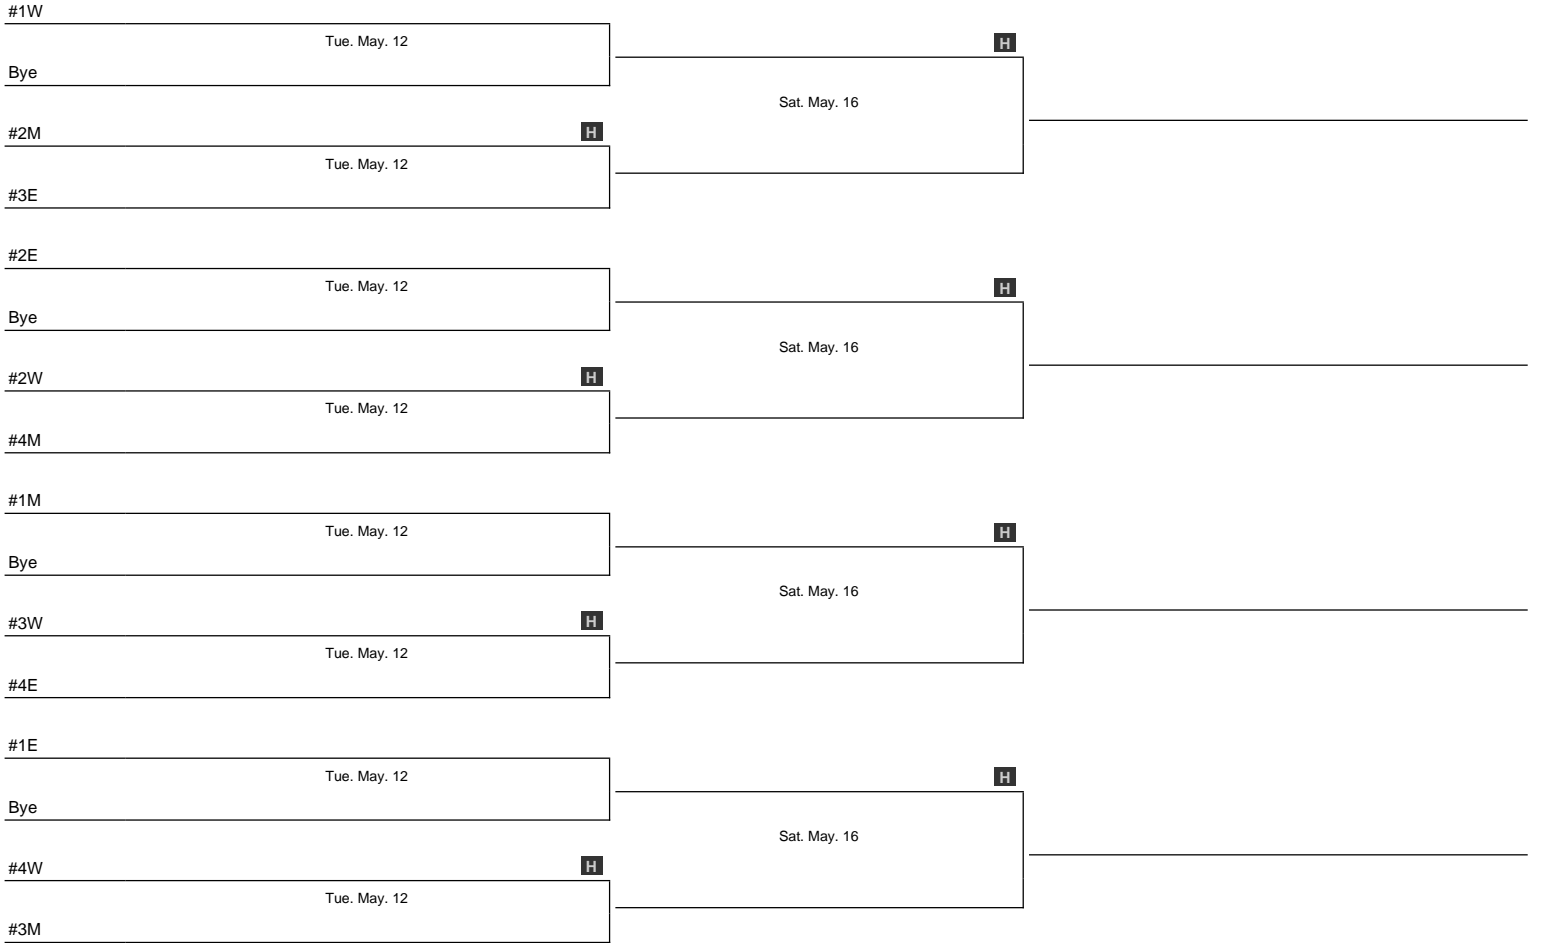 #1W
Tue. May. 12
H
Bye
Sat. May. 16
#2M
H
Tue. May. 12
#3E
#2E
Tue. May. 12
H
Bye
Sat. May. 16
#2W
H
Tue. May. 12
#4M
#1M
Tue. May. 12
H
Bye
Sat. May. 16
#3W
H
Tue. May. 12
#4E
#1E
Tue. May. 12
H
Bye
Sat. May. 16
#4W
H
Tue. May. 12
#3M